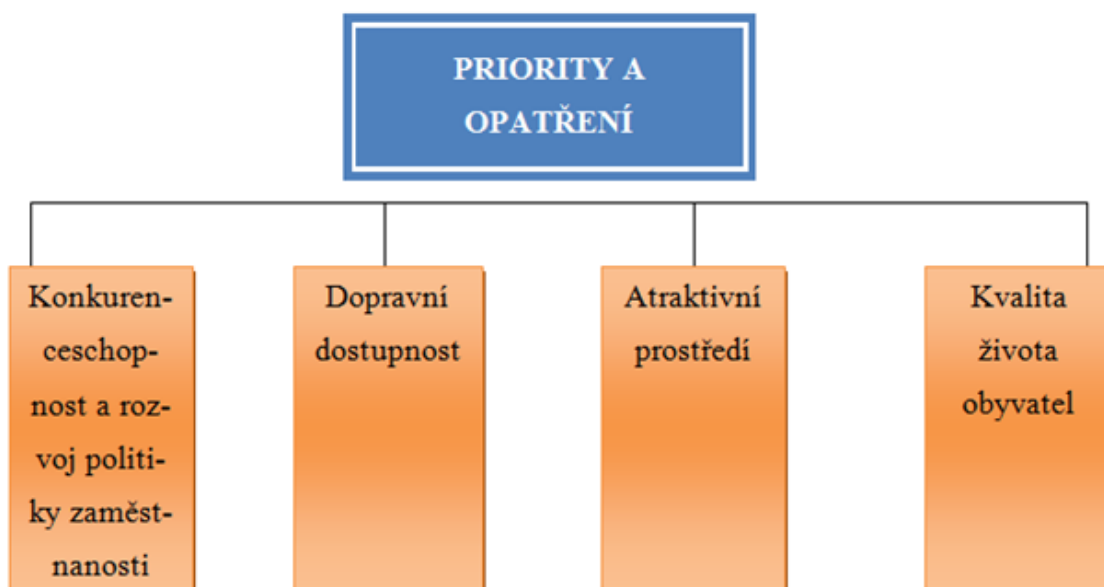 PRIORITY A
OPATŘENÍ
Konkuren-
ceschop-
nost a roz-
voj politi-
ky zaměst-
nanosti
Dopravní
dostupnost
Atraktivní
prostředí
Kvalita
života
obyvatel